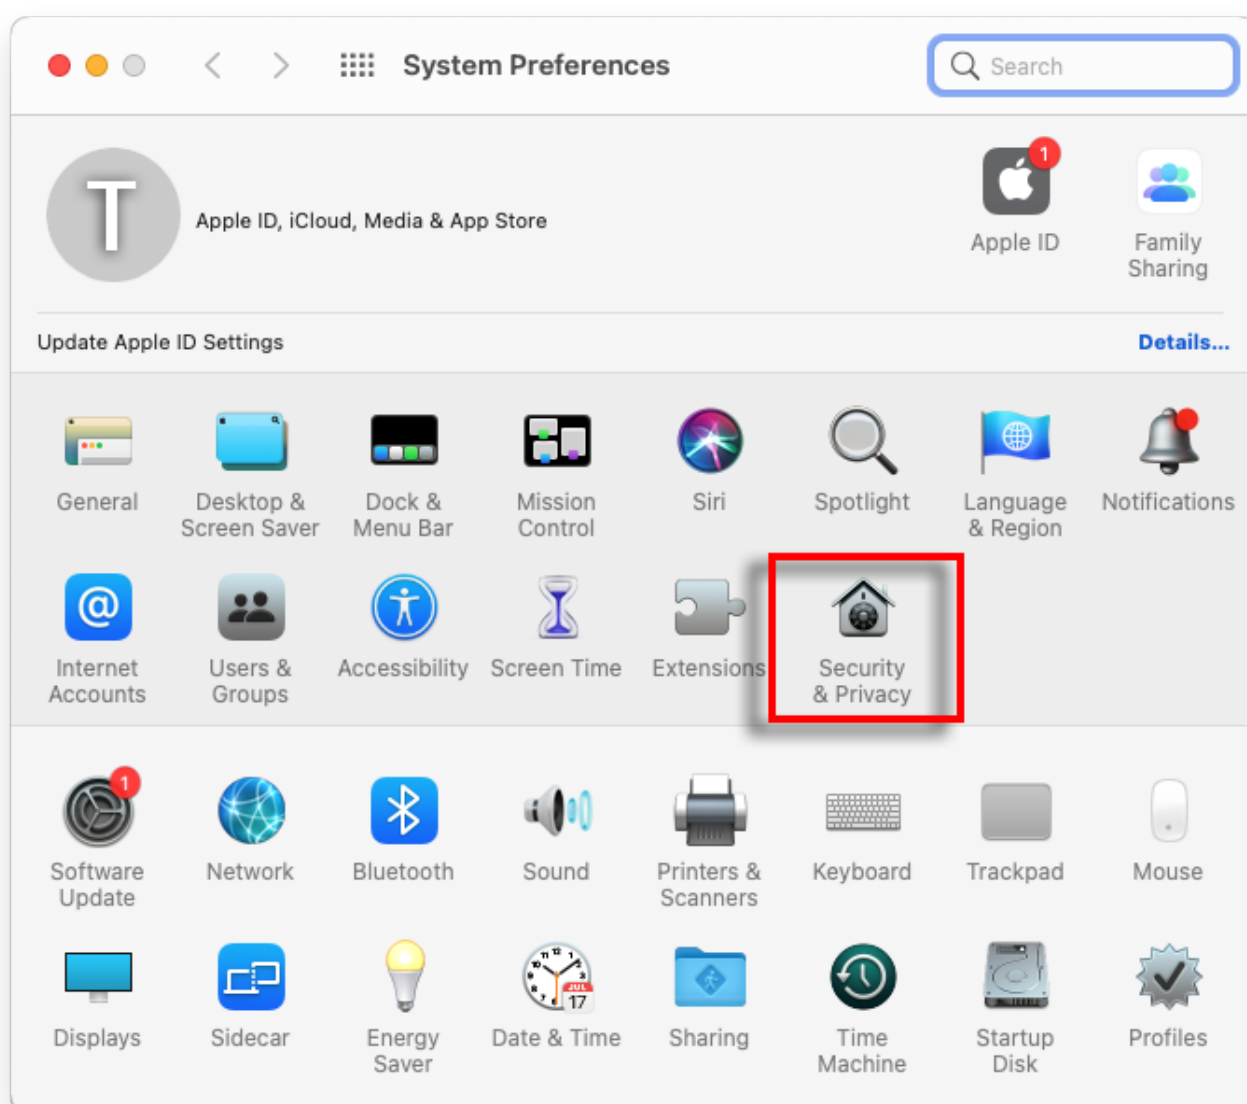 System Preferences
Search
T
Apple ID, iCloud, Media & App Store
1
Apple ID
Family
Sharing
Update Apple ID Settings
Details...
General
Desktop &
Screen Saver
Dock &
Menu Bar
Mission
Control
Siri
Spotlight
Language
& Region
Notifications
@
Internet
Accounts
Users &
Groups
Accessibility
Screen Time
Extensions
Security
& Privacy
1
Software
Update
Network
Bluetooth
Sound
Printers &
Scanners
Keyboard
Trackpad
Mouse
Displays
Sidecar
Energy
Saver
JUL
17
Date & Time
Sharing
Time
Machine
Startup
Disk
Profiles